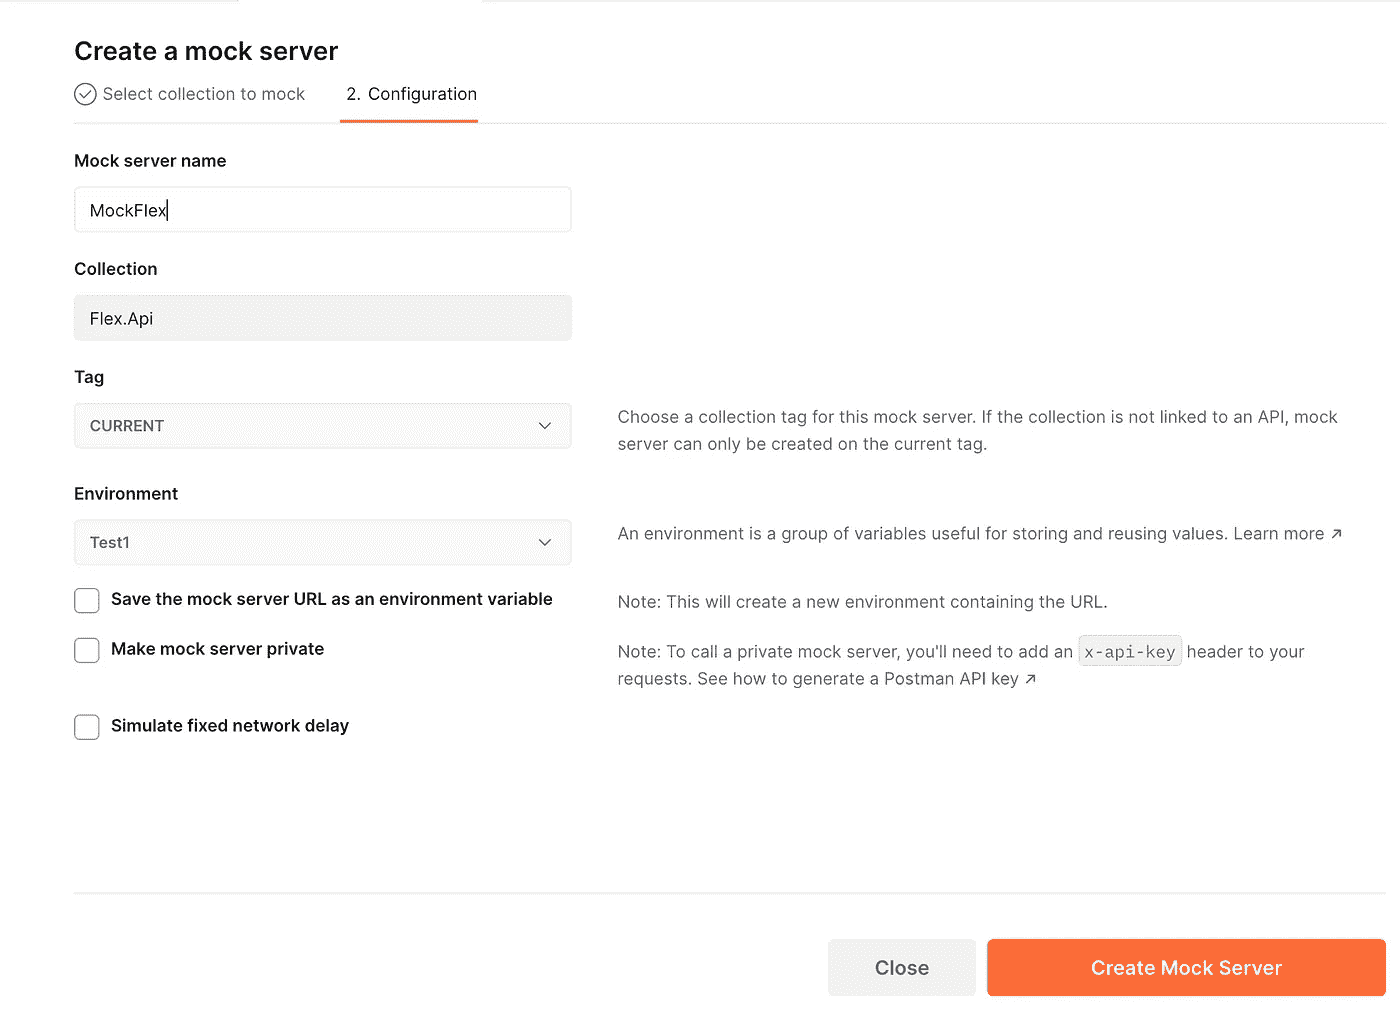 Create a mock server
Select collection to mock
2. Configuration
Mock server name
MockFlex
Collection
Flex.Api
Tag
CURRENT
Choose a collection tag for this mock server. If the collection is not linked to an API, mock
server can only be created on the current tag.
Environment
Test1
An environment is a group of variables useful for storing and reusing values. Learn more ↗
Save the mock server URL as an environment variable
Note: This will create a new environment containing the URL.
Make mock server private
Note: To call a private mock server, you'll need to add an x-api-key header to your
requests. See how to generate a Postman API key ↗
Simulate fixed network delay
Close
Create Mock Server